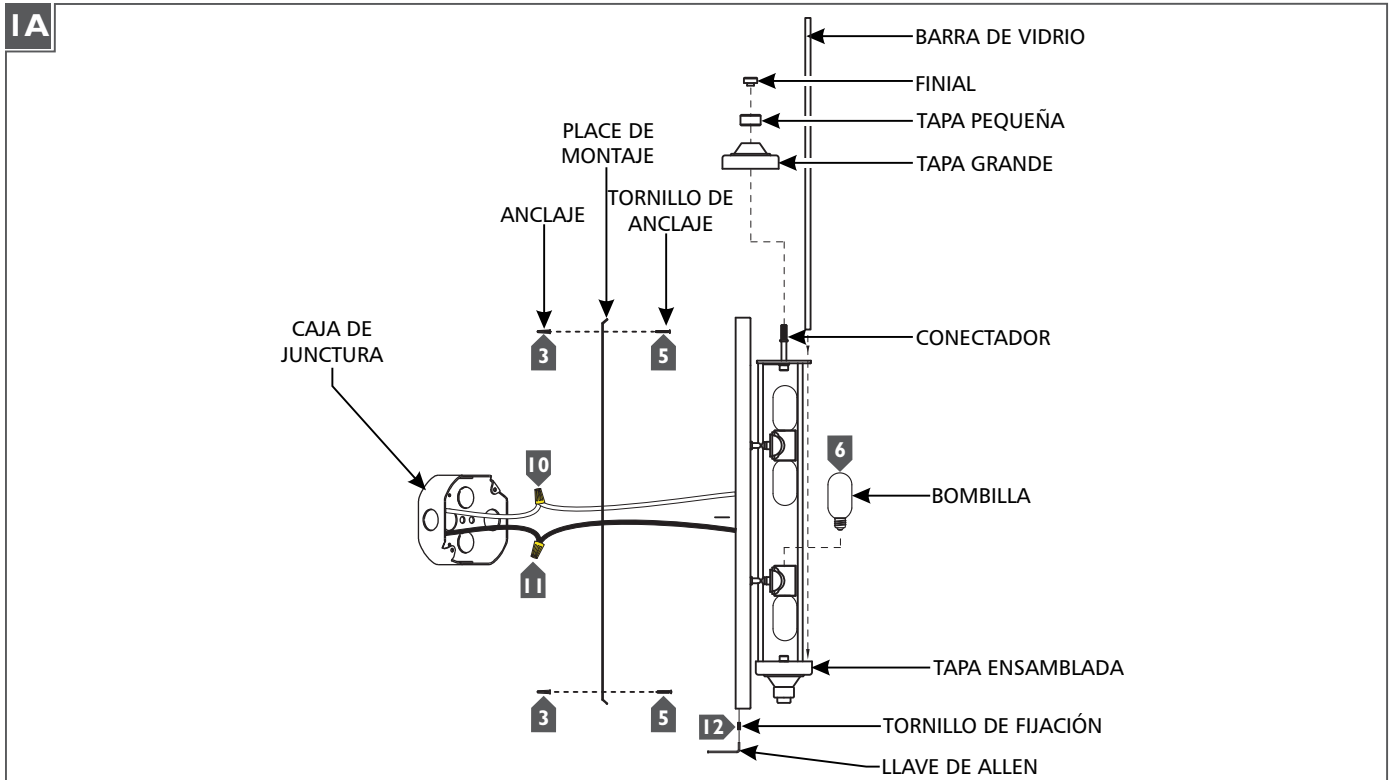 1A
BARRA DE VIDRIO
FINIAL
TAPA PEQUEÑA
TAPA GRANDE
PLACE DE
MONTAJE
TORNILLO DE
ANCLAJE
ANCLAJE
CAJA DE
JUNCTURA
3
5
CONECTADOR
6
10
BOMBILLA
11
TAPA ENSAMBLADA
3
5
12
TORNILLO DE FIJACIÓN
LLAVE DE ALLEN